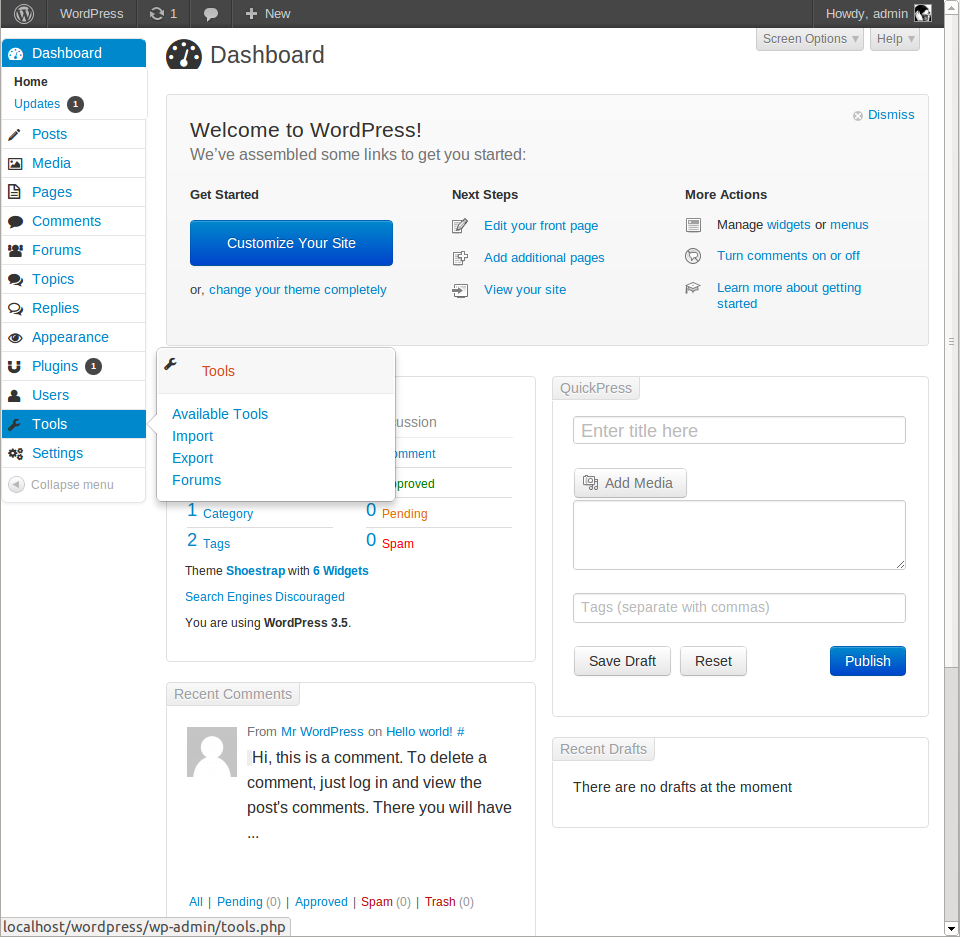 WordPress 1 New Howdy, admin
Screen Options Help
Dashboard
Home
Updates 1
Posts
Media
Pages
Comments
Forums
Topics
Replies
Appearance
Plugins 1
Users
Tools
Settings
Collapse menu
Dashboard
Dismiss
Welcome to WordPress!
We’ve assembled some links to get you started:
Get Started
Customize Your Site
or, change your theme completely
Next Steps
Edit your front page
Add additional pages
View your site
More Actions
Manage widgets or menus
Turn comments on or off
Learn more about getting
started
Tools
Available Tools
Import
Export
Forums
1 Category
0 Pending
2 Tags
0 Spam
Theme Shoestrap with 6 Widgets
Search Engines Discouraged
You are using WordPress 3.5.
Recent Comments
From Mr WordPress on Hello world! #
Hi, this is a comment. To delete a
comment, just log in and view the
post's comments. There you will have
...
All | Pending (0) | Approved | Spam (0) | Trash (0)
QuickPress
Enter title here
Add Media
Tags (separate with commas)
Save Draft Reset Publish
Recent Drafts
There are no drafts at the moment
localhost/wordpress/wp-admin/tools.php